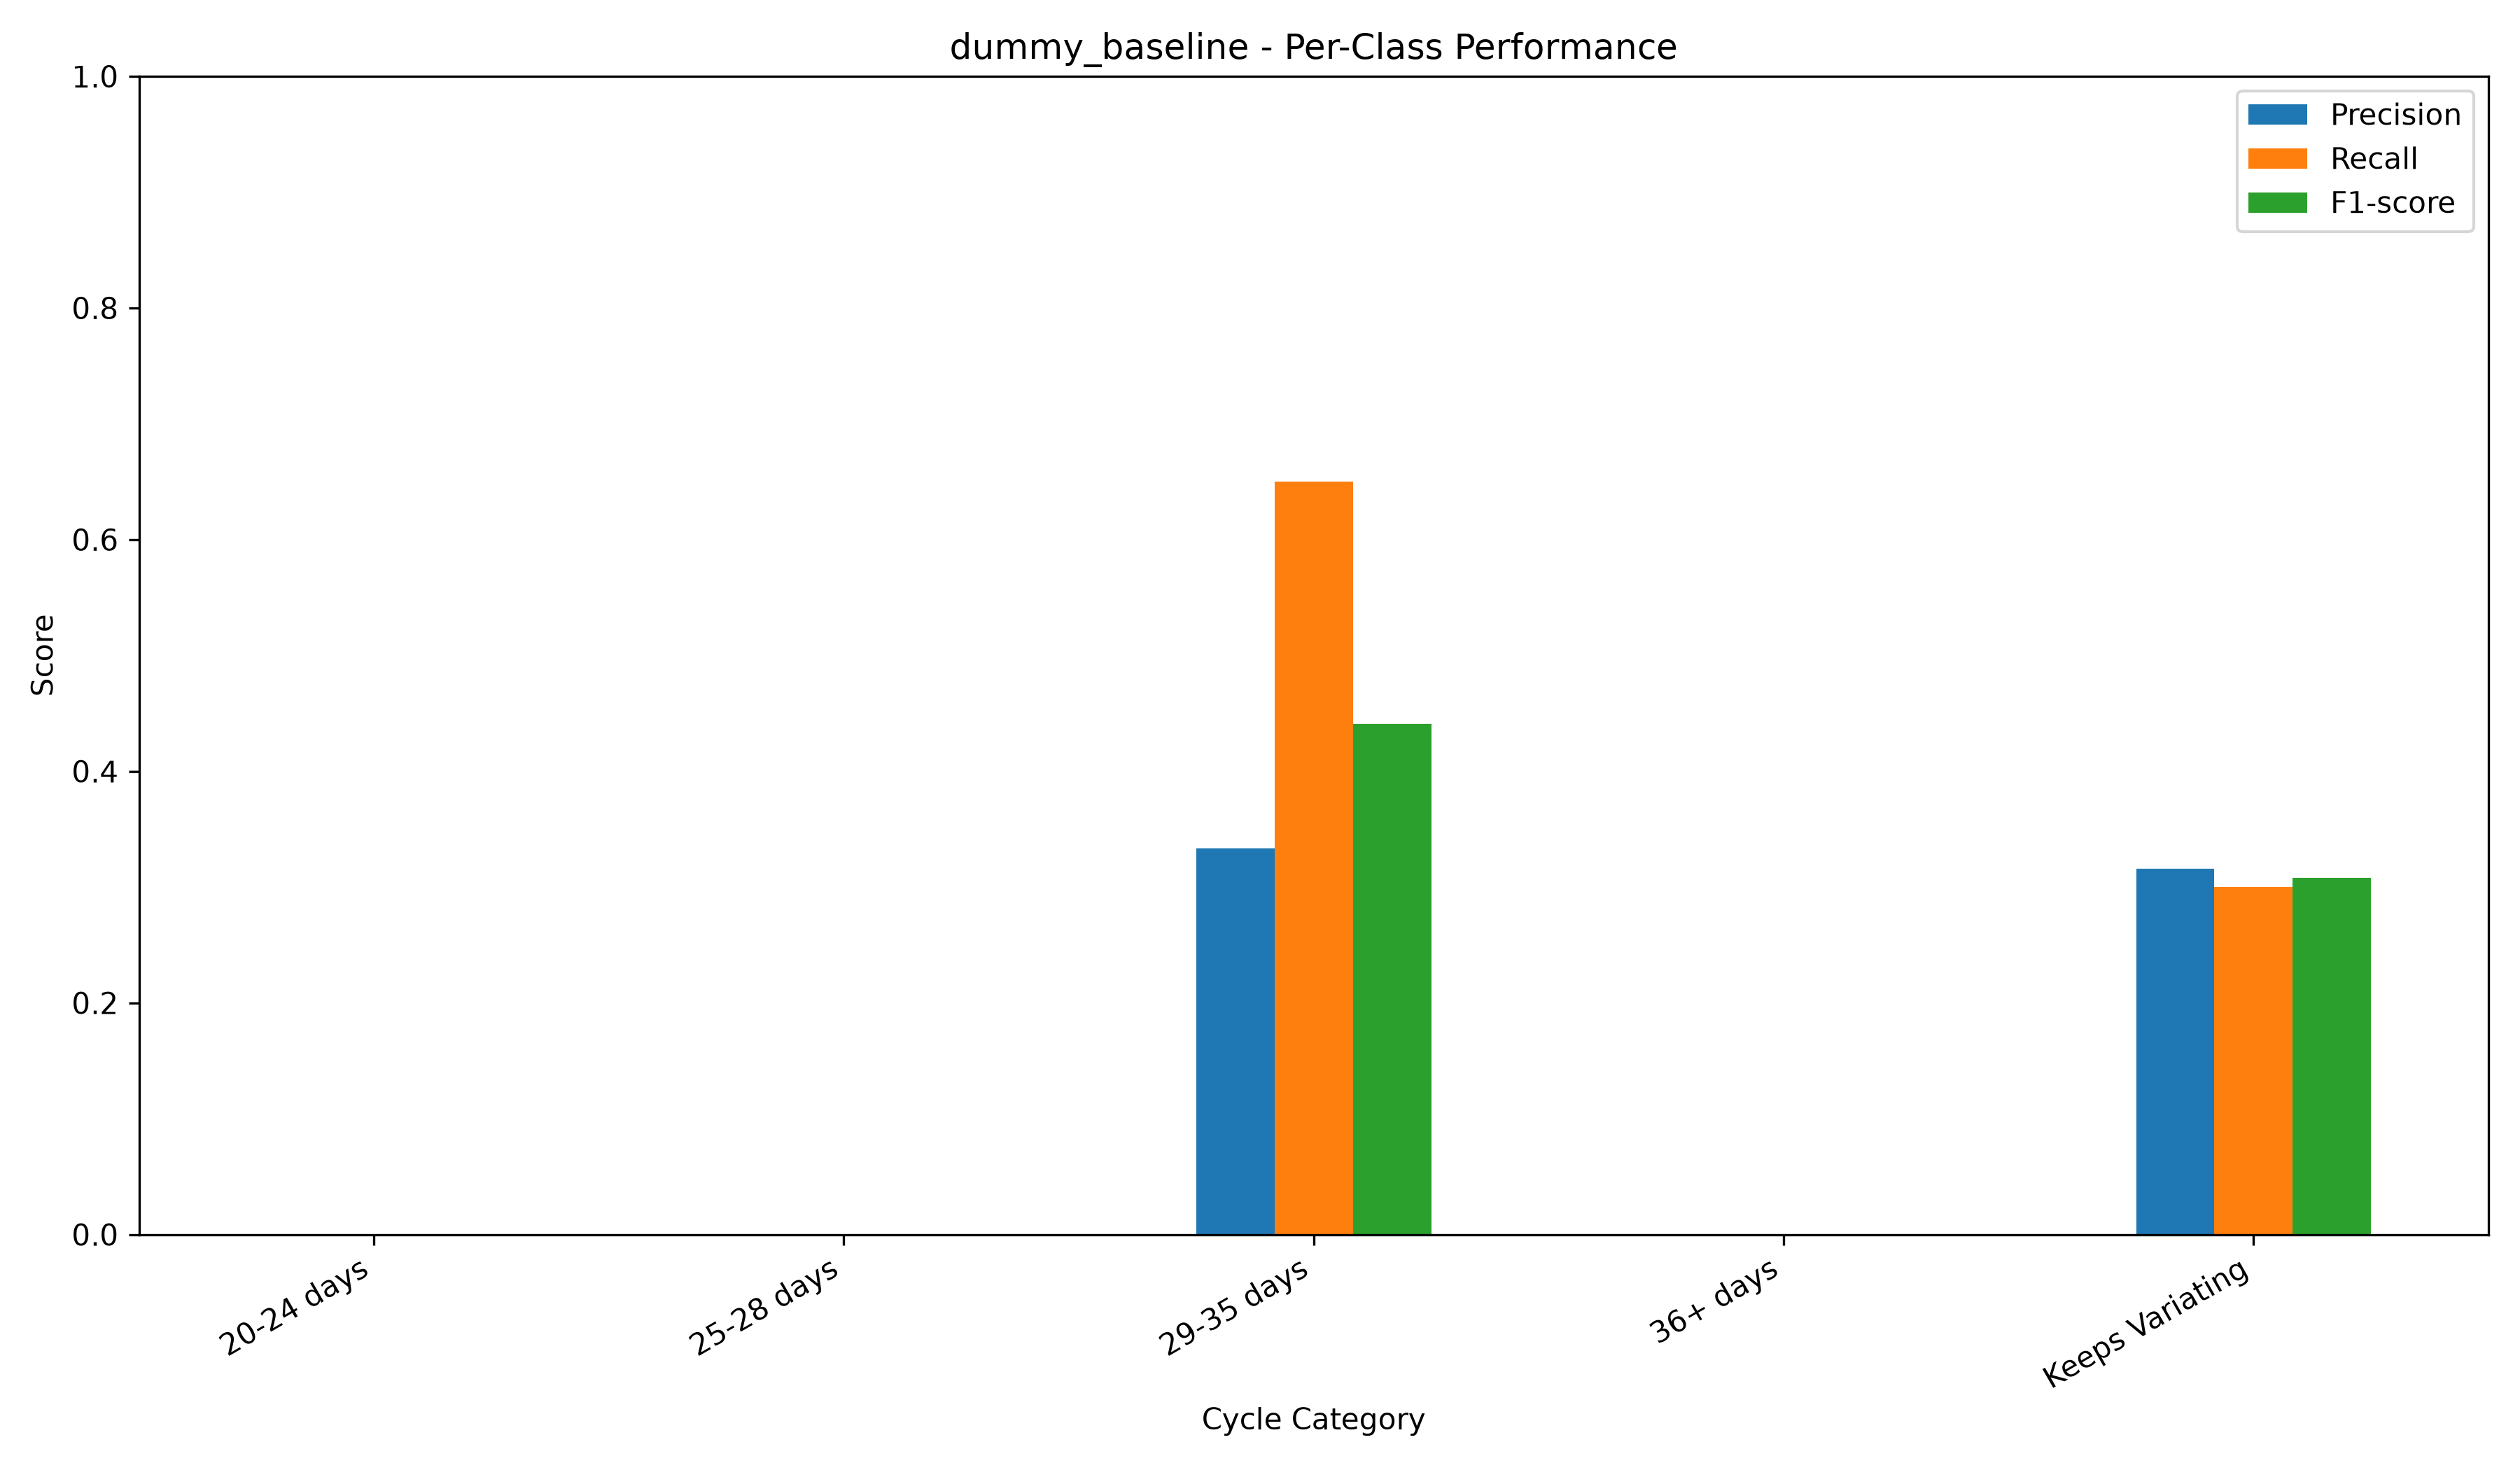 dummy_baseline - Per-Class Performance
Precision
Recall
F1-score
1.0
0.8
0.6
0.4
0.2
0.0
Score
20-24 days
25-28 days
29-35 days
36+ days
Keeps Variating
Cycle Category